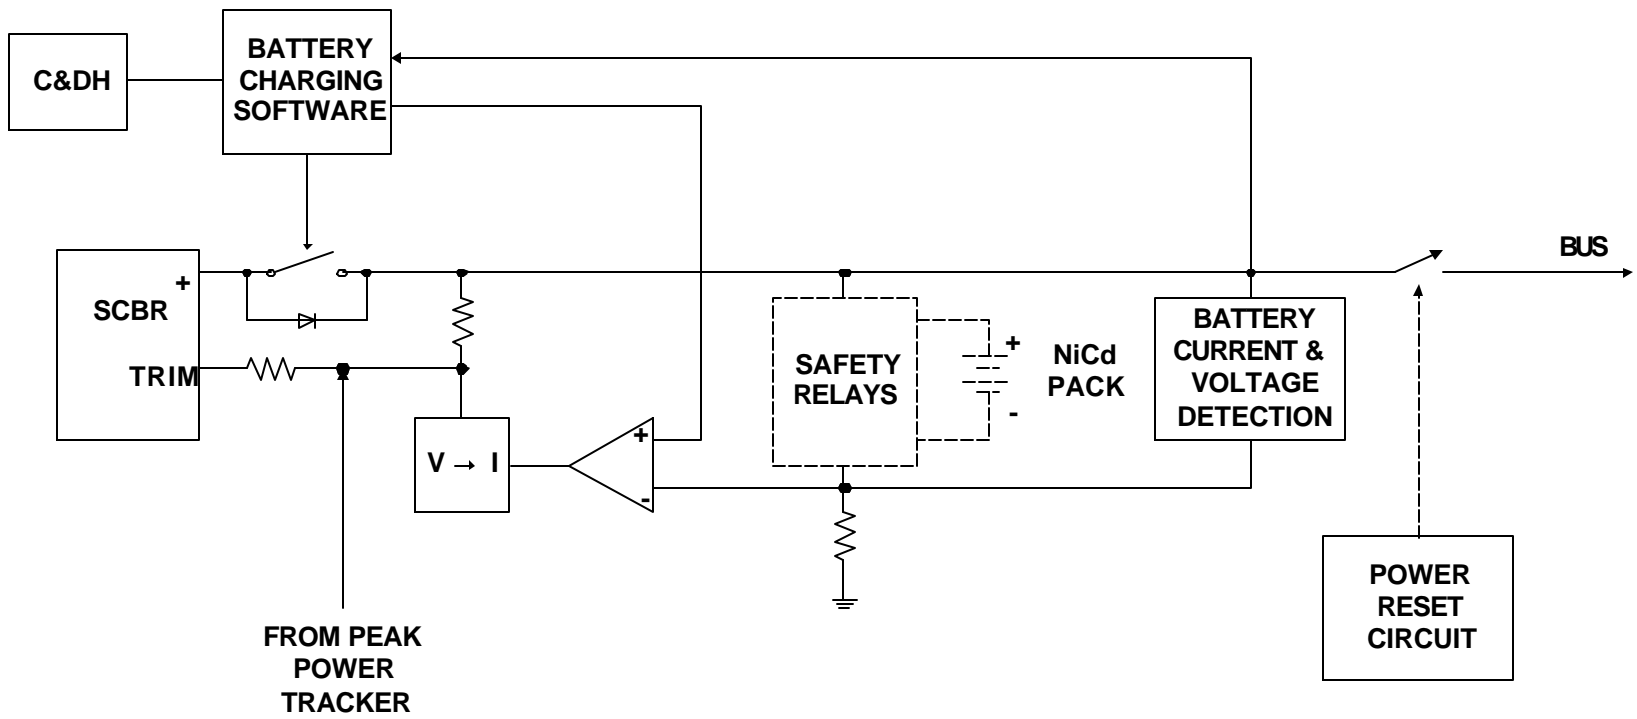 C&DH
BATTERY
CHARGING
SOFTWARE
BUS
+
SCBR
TRIM
SAFETY
RELAYS
+
-
NiCd
PACK
BATTERY
CURRENT &
VOLTAGE
DETECTION
V → I
+
-
POWER
RESET
CIRCUIT
FROM PEAK
POWER
TRACKER